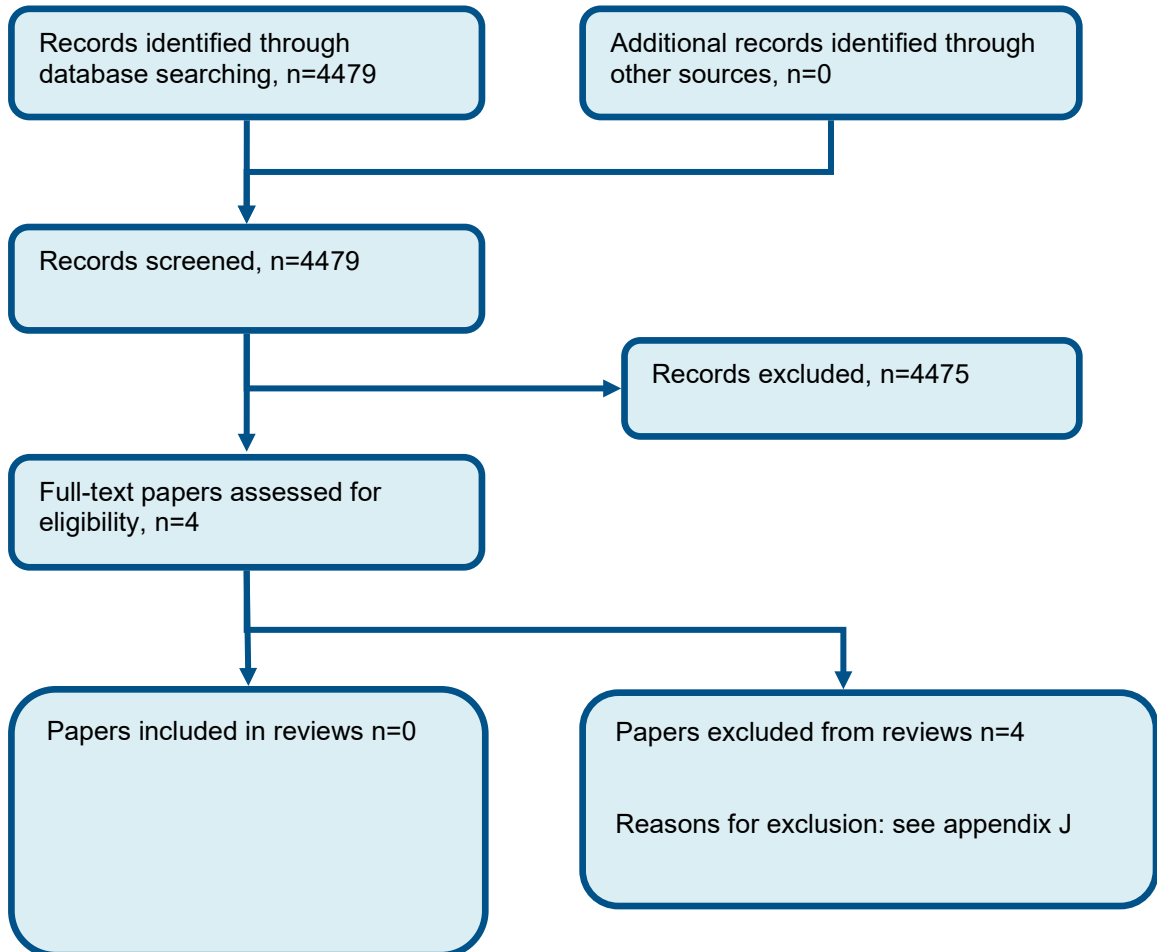 Records identified through
database searching, n=4479
Additional records identified through
other sources, n=0
Records screened, n=4479
Records excluded, n=4475
Full-text papers assessed for
eligibility, n=4
Papers included in reviews n=0
Papers excluded from reviews n=4
Reasons for exclusion: see appendix J